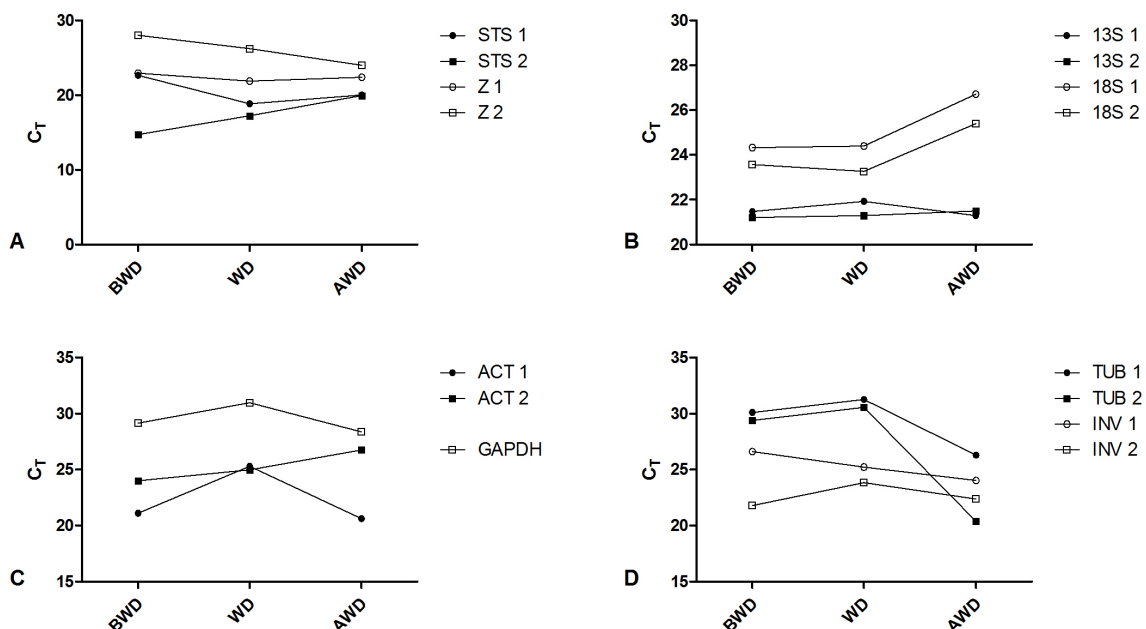 30
20
10
0
C_T
BWD
WD
AWD
STS 1
STS 2
Z 1
Z 2
A
30
28
26
24
22
20
C_T
BWD
WD
AWD
13S 1
13S 2
18S 1
18S 2
B
35
30
25
20
15
C_T
BWD
WD
AWD
ACT 1
ACT 2
GAPDH
C
35
30
25
20
15
C_T
BWD
WD
AWD
TUB 1
TUB 2
INV 1
INV 2
D